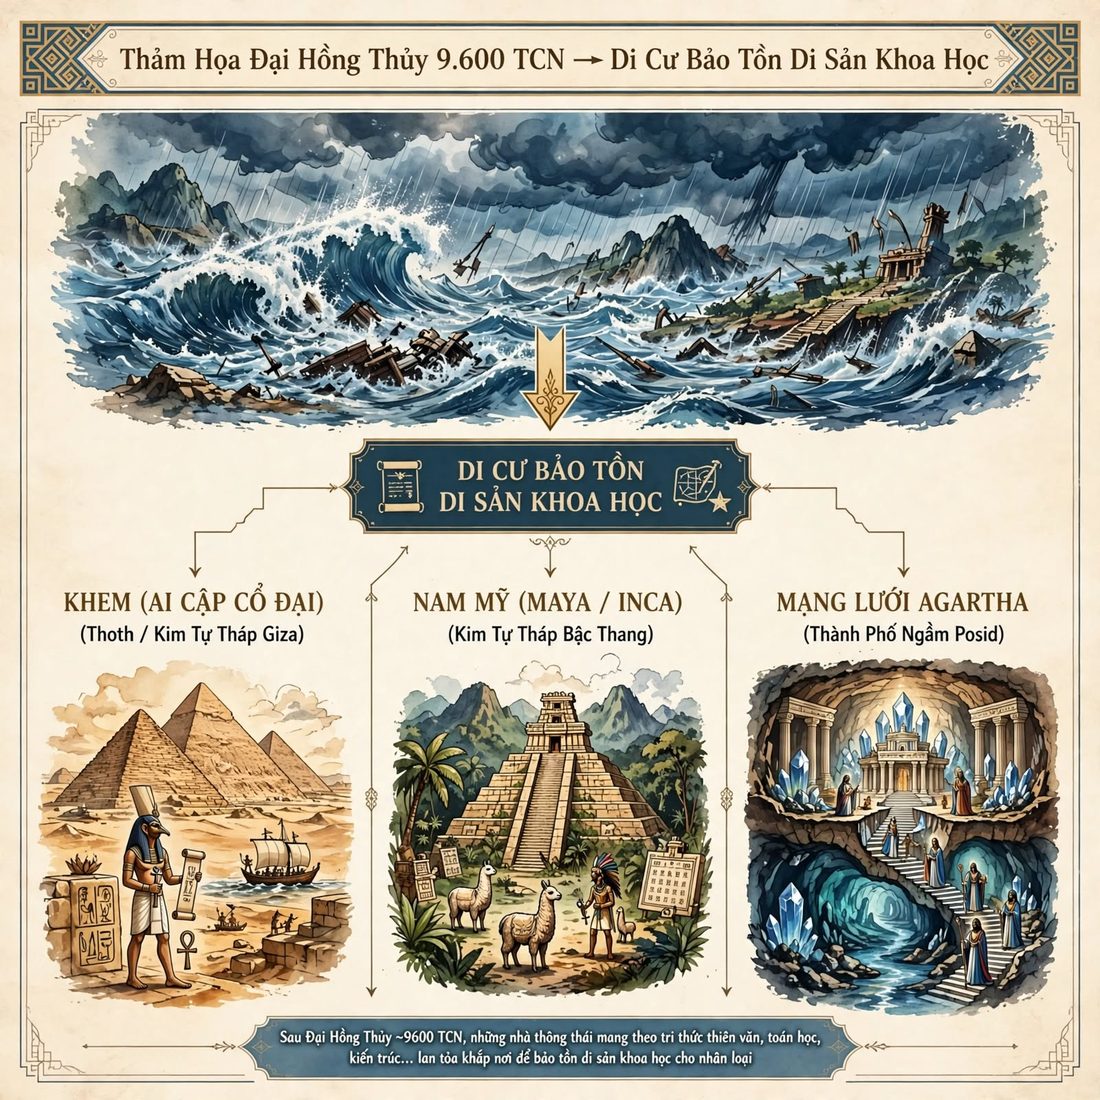 Thảm Họa Đại Hồng Thủy 9.600 TCN → Di Cư Bảo Tồn Di Sản Khoa Học
DI CƯ BẢO TỒN
DI SẢN KHOA HỌC
KHEM (AI CẬP CỔ ĐẠI)
(Thoth / Kim Tự Tháp Giza)
NAM MỸ (MAYA / INCA)
(Kim Tự Tháp Bậc Thang)
MẠNG LƯỚI AGARTHA
(Thành Phố Ngầm Posid)
Sau Đại Hồng Thủy ~9600 TCN, những nhà thông thái mang theo tri thức thiên văn, toán học,
kiến trúc... lan tỏa khắp nơi để bảo tồn di sản khoa học cho nhân loại